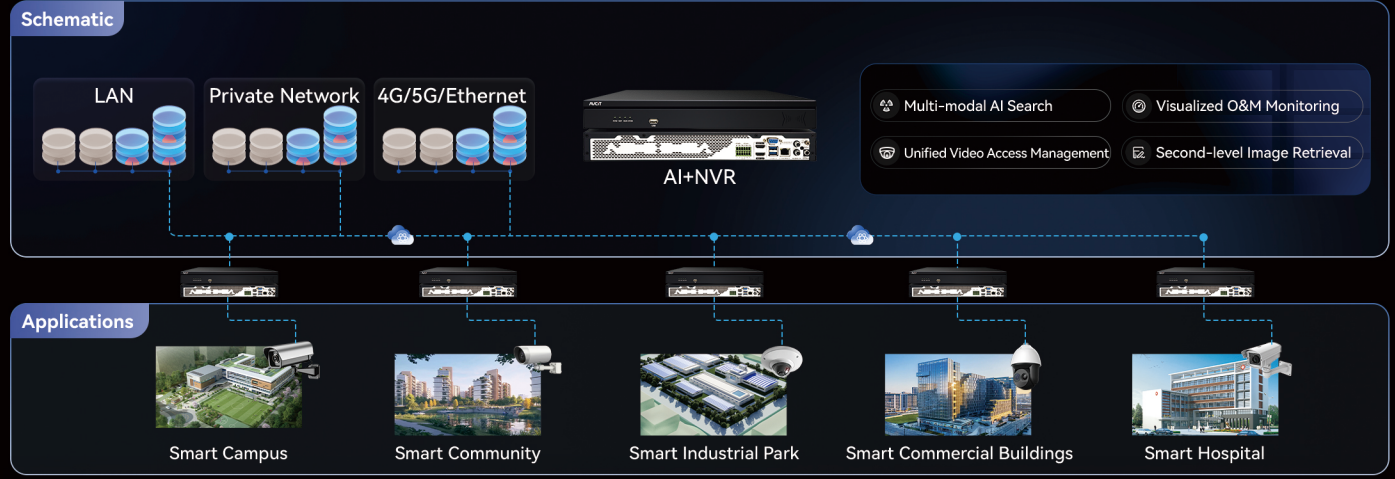 Schematic
LAN
Private Network
4G/5G/Ethernet
AVCiT
AI+NVR
Multi-modal AI Search
Visualized O&M Monitoring
Unified Video Access Management
Second-level Image Retrieval
Applications
Smart Campus
Smart Community
Smart Industrial Park
Smart Commercial Buildings
Smart Hospital